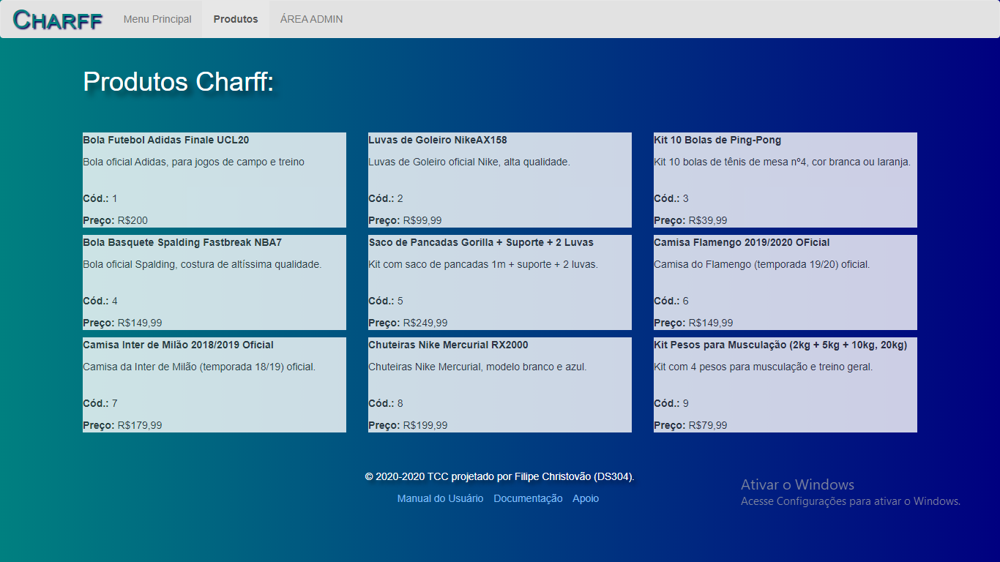 CHARFF Menu Principal Produtos ÁREA ADMIN
Produtos Charff:
Bola Futebol Adidas Finale UCL20
Bola oficial Adidas, para jogos de campo e treino
Cód.: 1
Preço: R$200
Luvas de Goleiro NikeAX158
Luvas de Goleiro oficial Nike, alta qualidade.
Cód.: 2
Preço: R$99,99
Kit 10 Bolas de Ping-Pong
Kit 10 bolas de tênis de mesa nº4, cor branca ou laranja.
Cód.: 3
Preço: R$39,99
Bola Basquete Spalding Fastbreak NBA7
Bola oficial Spalding, costura de altíssima qualidade.
Cód.: 4
Preço: R$149,99
Saco de Pancadas Gorilla + Suporte + 2 Luvas
Kit com saco de pancadas 1m + suporte + 2 luvas.
Cód.: 5
Preço: R$249,99
Camisa Flamengo 2019/2020 OFicial
Camisa do Flamengo (temporada 19/20) oficial.
Cód.: 6
Preço: R$149,99
Camisa Inter de Milão 2018/2019 Oficial
Camisa da Inter de Milão (temporada 18/19) oficial.
Cód.: 7
Preço: R$179,99
Chuteiras Nike Mercurial RX2000
Chuteiras Nike Mercurial, modelo branco e azul.
Cód.: 8
Preço: R$199,99
Kit Pesos para Musculação (2kg + 5kg + 10kg, 20kg)
Kit com 4 pesos para musculação e treino geral.
Cód.: 9
Preço: R$79,99
© 2020-2020 TCC projetado por Filipe Christovão (DS304).
Manual do Usuário Documentação Apoio
Ativar o Windows
Acesse Configurações para ativar o Windows.